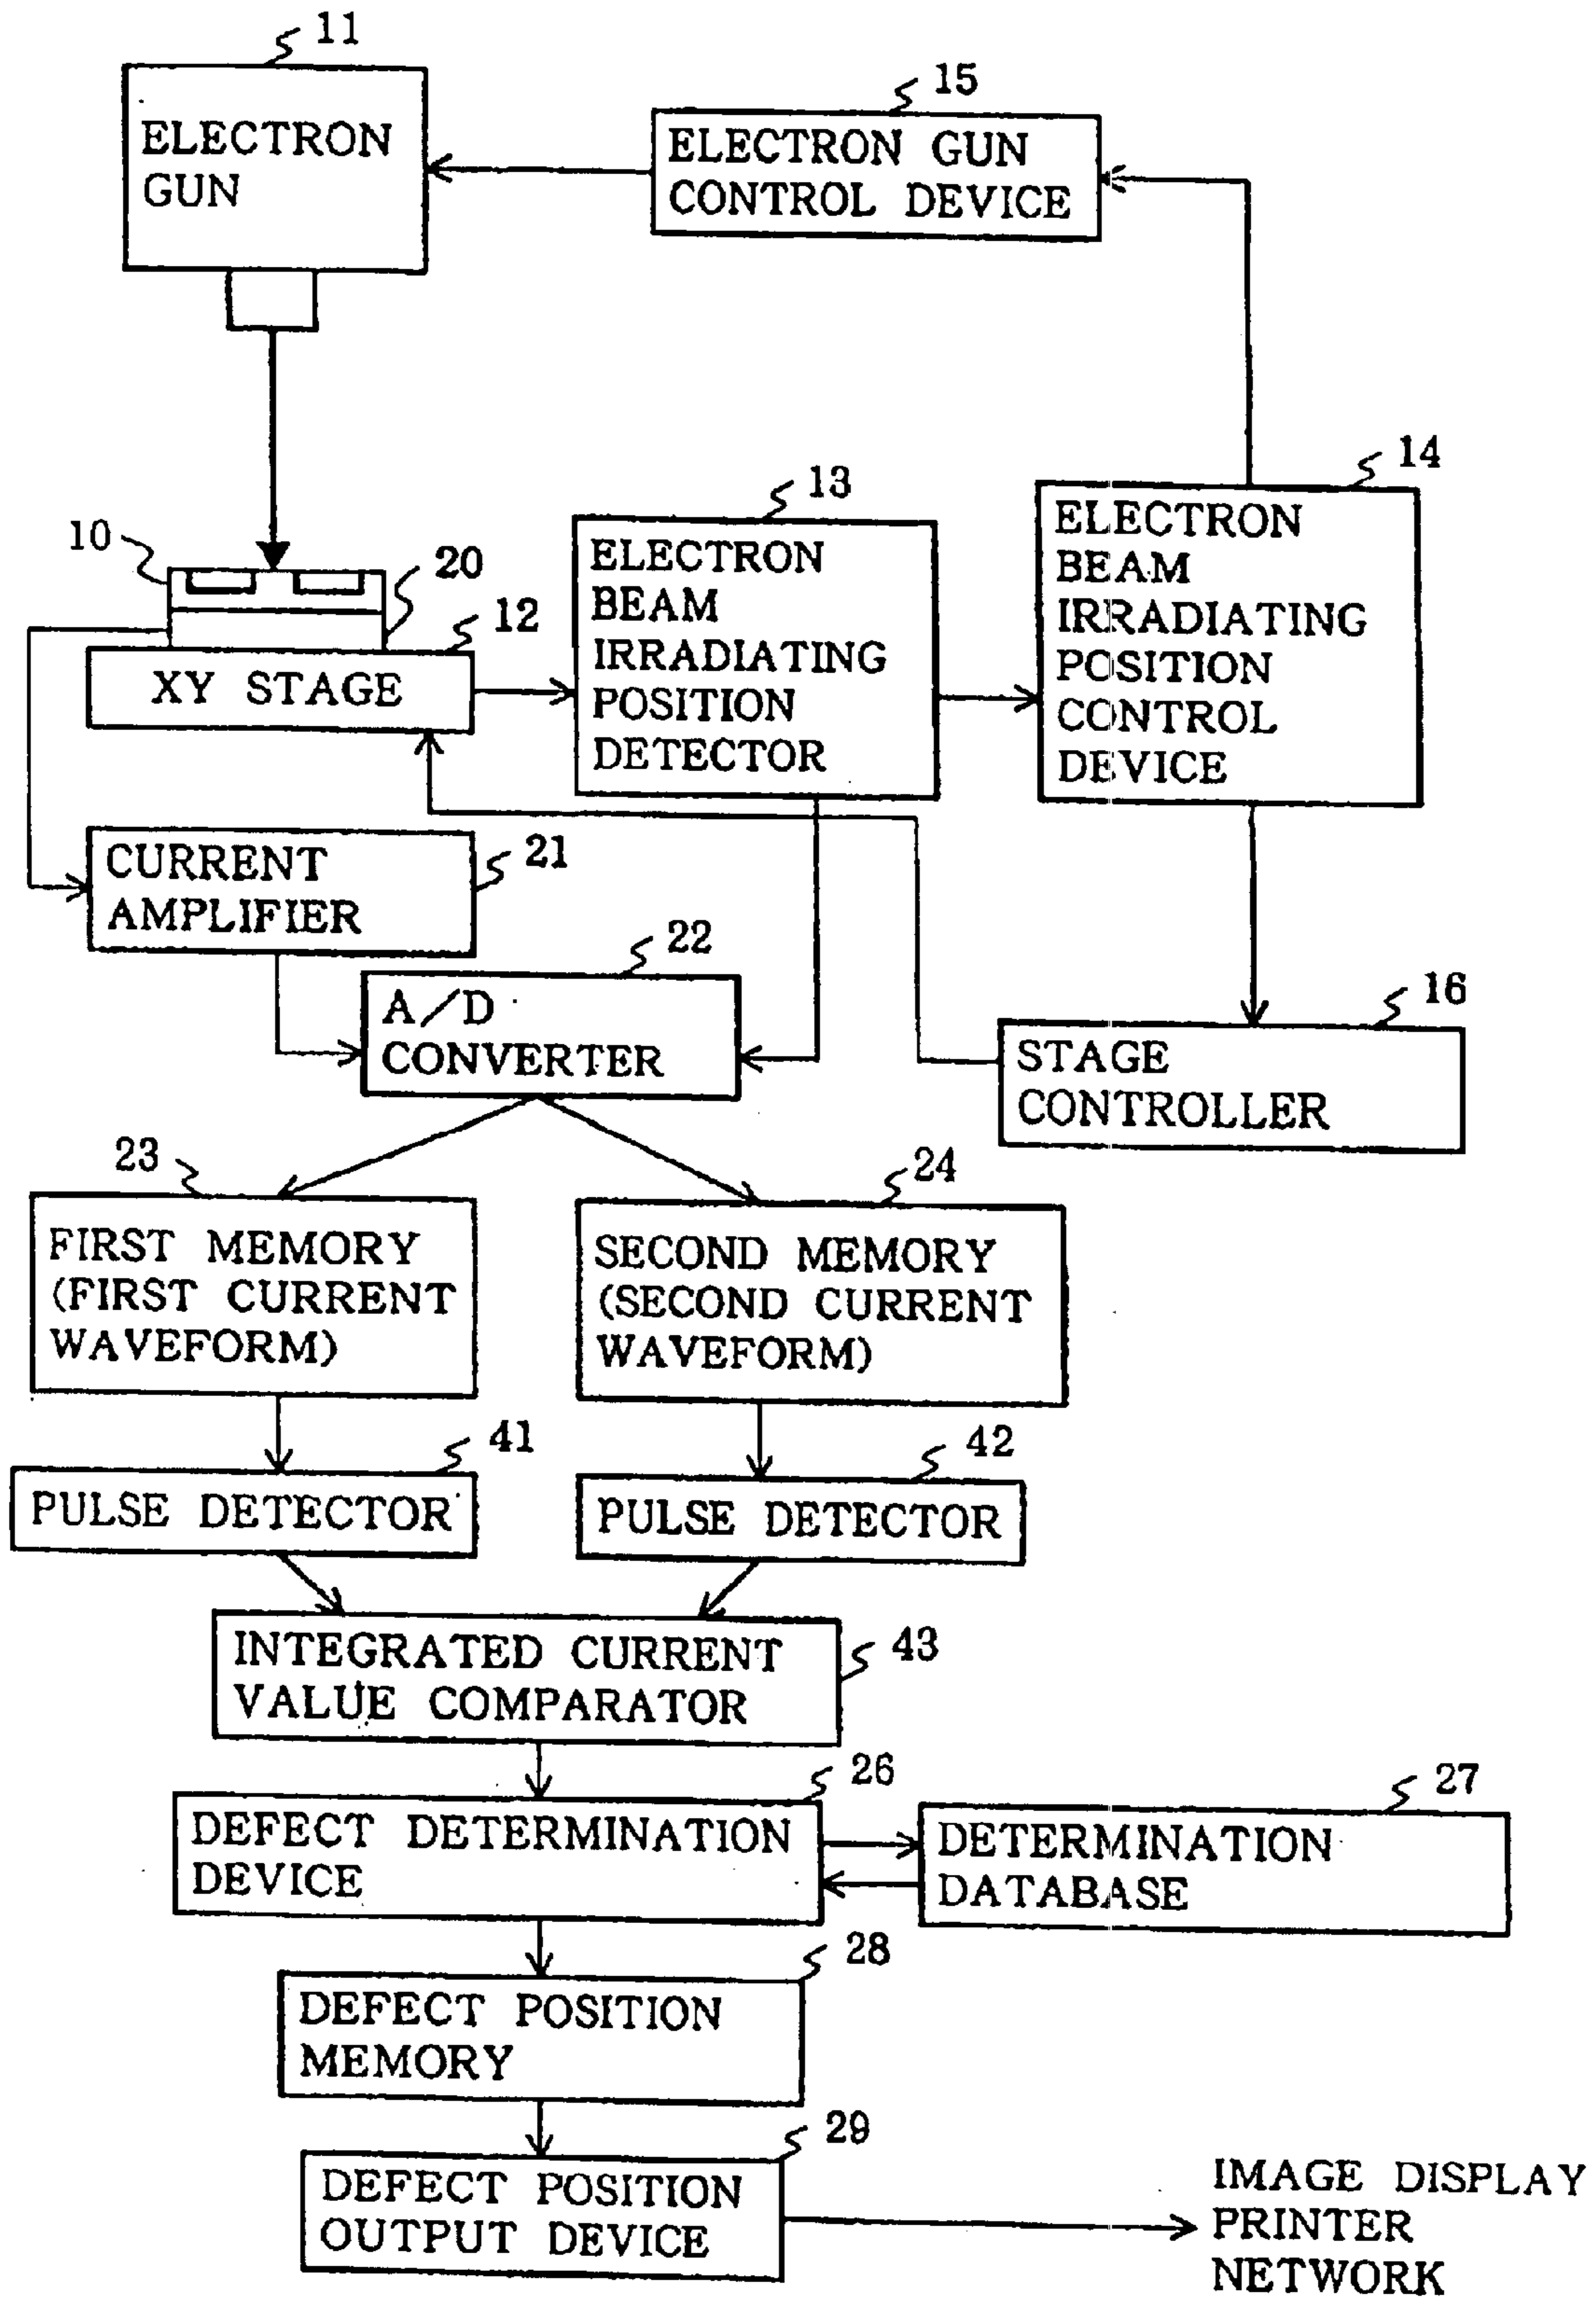 11
ELECTRON
GUN
15
ELECTRON GUN
CONTROL DEVICE
14
ELECTRON
BEAM
IRRADIATING
POSITION
CONTROL
DEVICE
13
ELECTRON
BEAM
IRRADIATING
POSITION
DETECTOR
10
20
12
XY STAGE
21
CURRENT
AMPLIFIER
22
A/D
CONVERTER
16
STAGE
CONTROLLER
23
FIRST MEMORY
(FIRST CURRENT
WAVEFORM)
24
SECOND MEMORY
(SECOND CURRENT
WAVEFORM)
41
PULSE DETECTOR
42
PULSE DETECTOR
43
INTEGRATED CURRENT
VALUE COMPARATOR
26
DEFECT DETERMINATION
DEVICE
27
DETERMINATION
DATABASE
28
DEFECT POSITION
MEMORY
29
DEFECT POSITION
OUTPUT DEVICE
IMAGE DISPLAY
PRINTER
NETWORK